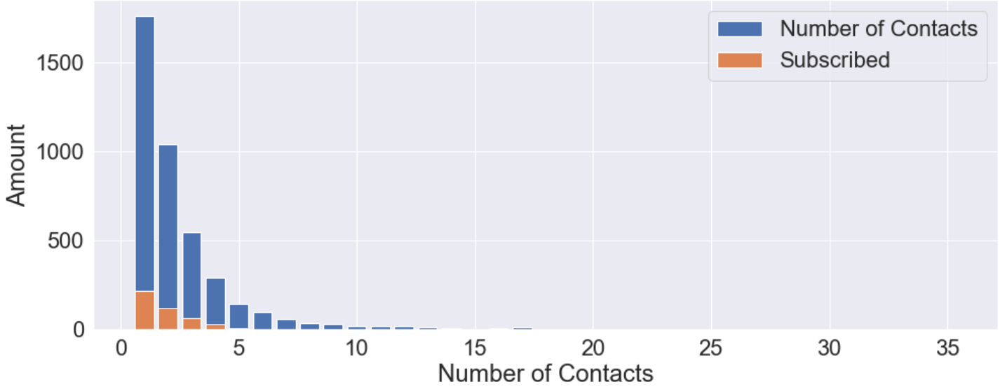 Number of Contacts
Subscribed
1500
1000
500
0
Amount
0 5 10 15 20 25 30 35
Number of Contacts